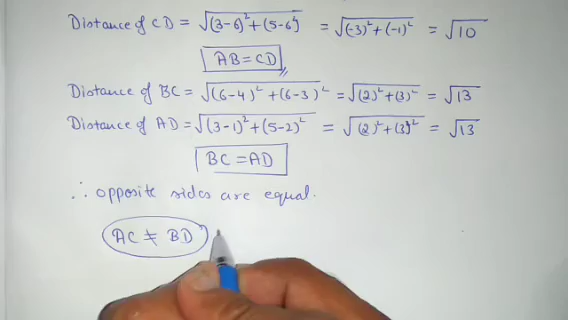 Distance of CD = √(3-6)²+(5-6)² = √(-3)²+(-1)² = √10
AB = CD
Distance of BC = √(6-4)²+(6-3)² = √(2)²+(3)² = √13
Distance of AD = √(3-1)²+(5-2)² = √(2)²+(3)² = √13
BC = AD
∴ opposite sides are equal.
AC ≠ BD